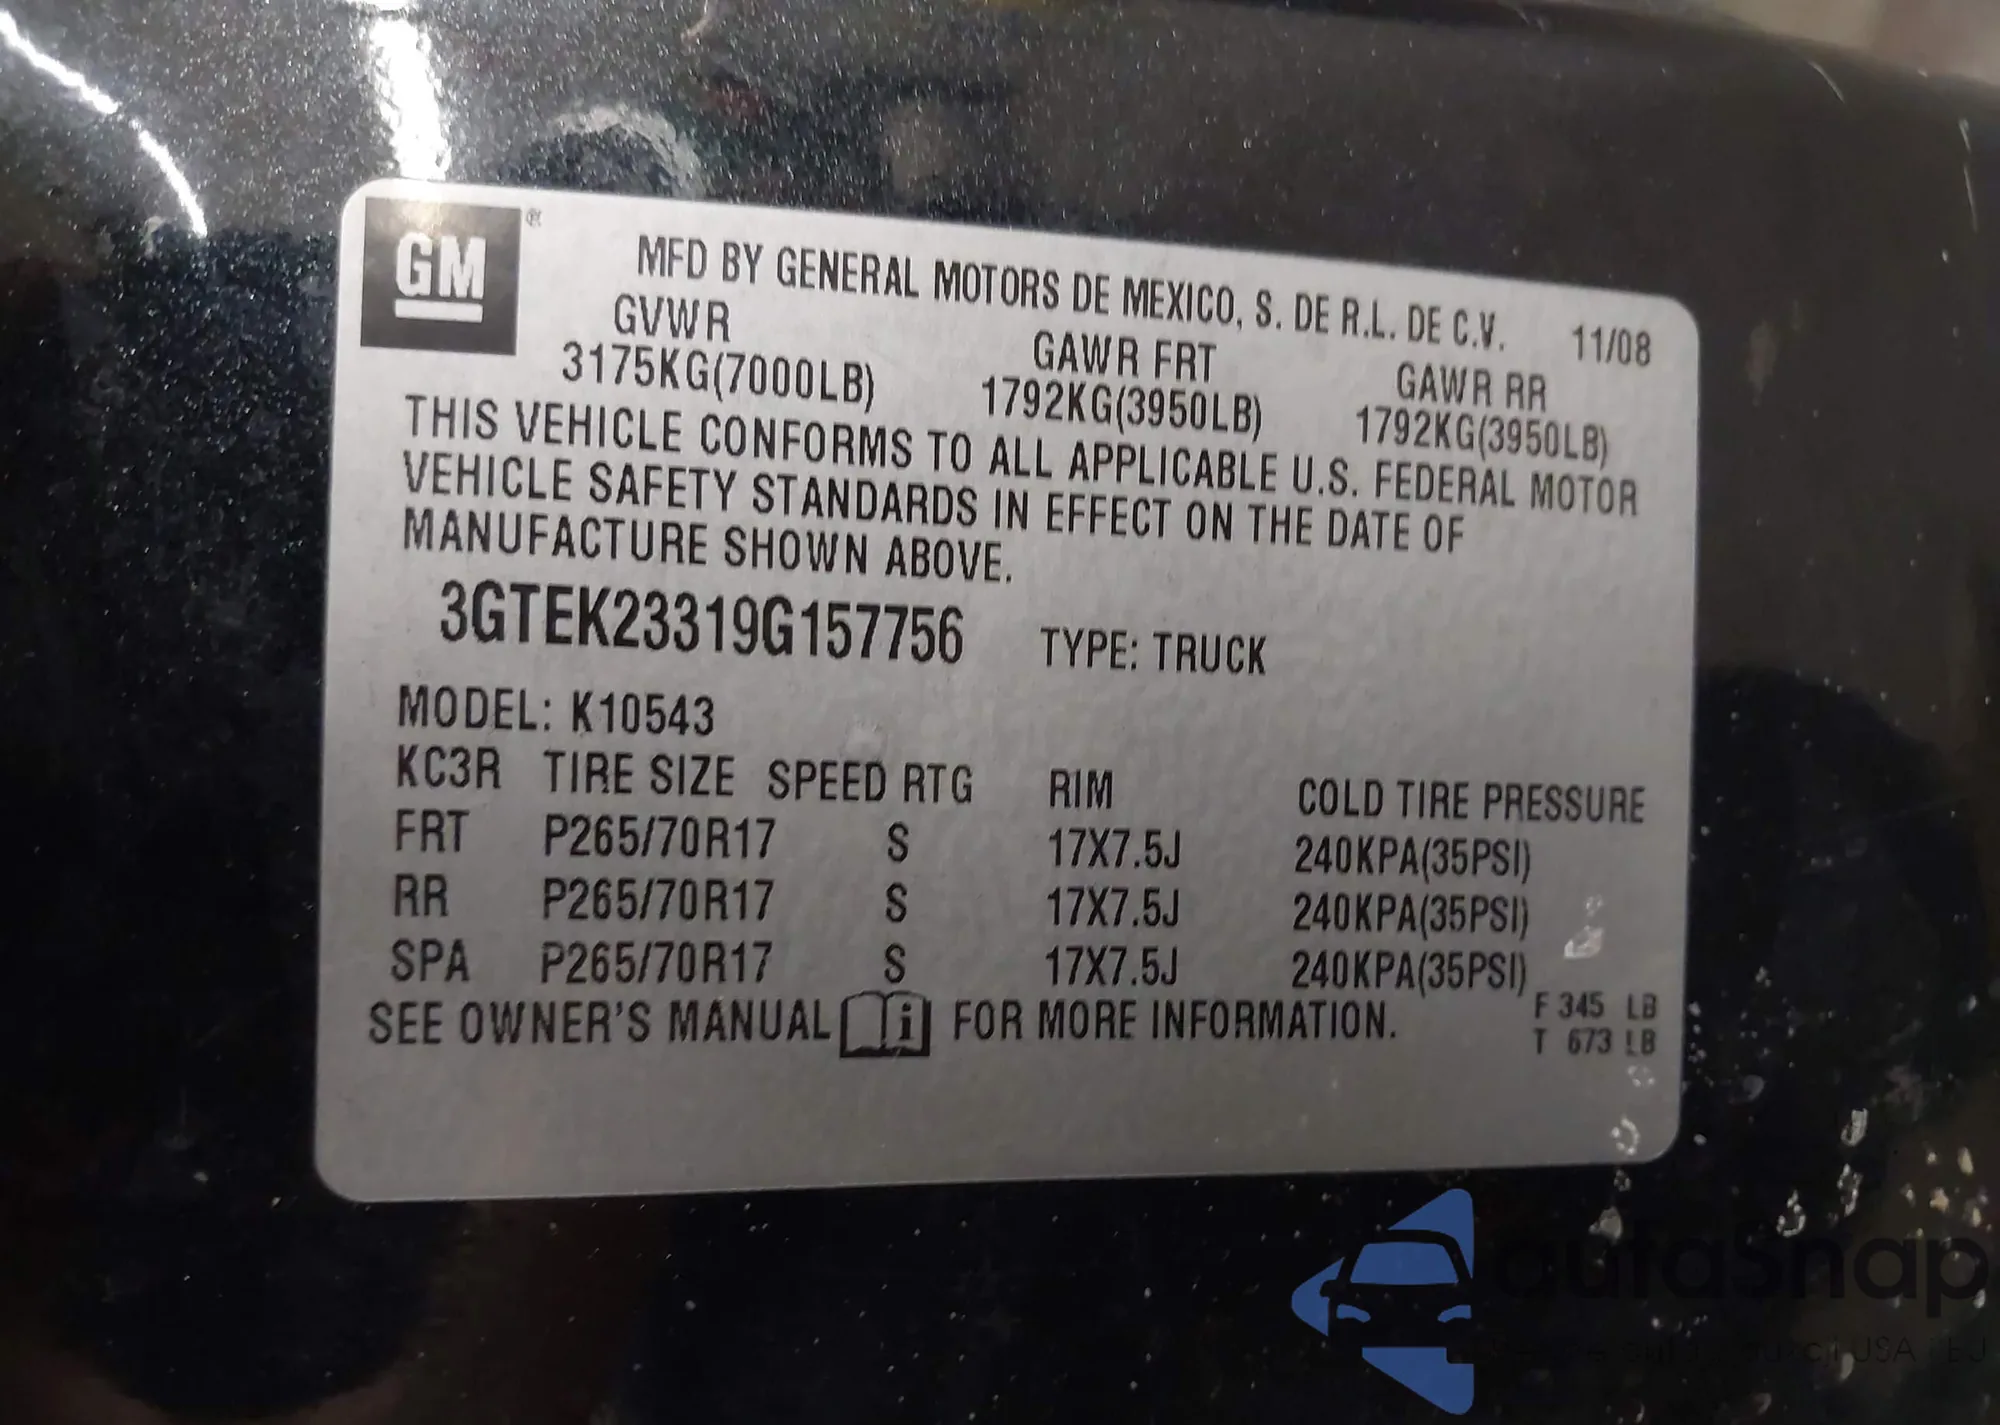 GM ®
MFD BY GENERAL MOTORS DE MEXICO, S. DE R.L. DE C.V. 11/08
GVWR GAWR FRT GAWR RR
3175KG(7000LB) 1792KG(3950LB) 1792KG(3950LB)
THIS VEHICLE CONFORMS TO ALL APPLICABLE U.S. FEDERAL MOTOR
VEHICLE SAFETY STANDARDS IN EFFECT ON THE DATE OF
MANUFACTURE SHOWN ABOVE.
3GTEK23319G157756 TYPE: TRUCK
MODEL: K10543
KC3R TIRE SIZE SPEED RTG RIM COLD TIRE PRESSURE
FRT P265/70R17 S 17X7.5J 240KPA(35PSI)
RR P265/70R17 S 17X7.5J 240KPA(35PSI)
SPA P265/70R17 S 17X7.5J 240KPA(35PSI)
SEE OWNER'S MANUAL i FOR MORE INFORMATION.
F 345 LB
T 673 LB
autaSnap
USA